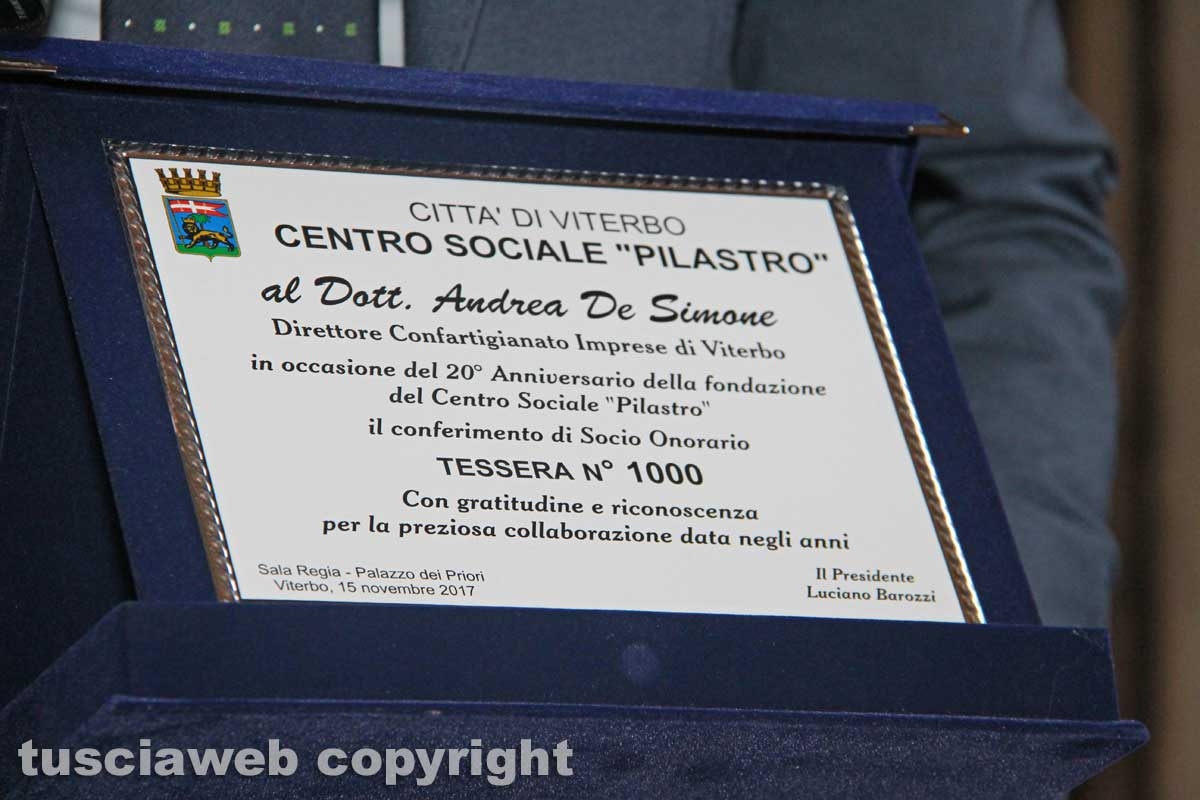 CITTA' DI VITERBO
CENTRO SOCIALE "PILASTRO"
al Dott. Andrea De Simone
Direttore Confartigianato Imprese di Viterbo
in occasione del 20° Anniversario della fondazione
del Centro Sociale "Pilastro"
il conferimento di Socio Onorario
TESSERA N° 1000
Con gratitudine e riconoscenza
per la preziosa collaborazione data negli anni
Sala Regia - Palazzo dei Priori
Viterbo, 15 novembre 2017
Il Presidente
Luciano Barozzi
tusciaweb copyright